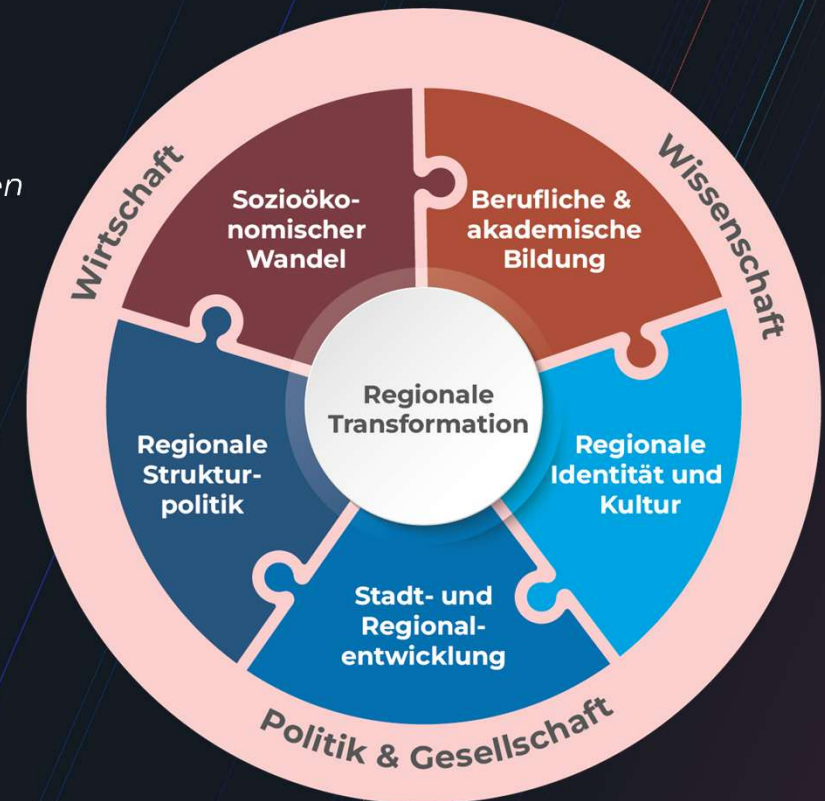 en
Wirtschaft
Wissenschaft
Sozioöko-
nomischer
Wandel
Berufliche &
akademische
Bildung
Regionale
Transformation
Regionale
Struktur-
politik
Regionale
Identität und
Kultur
Stadt- und
Regional-
entwicklung
Politik & Gesellschaft